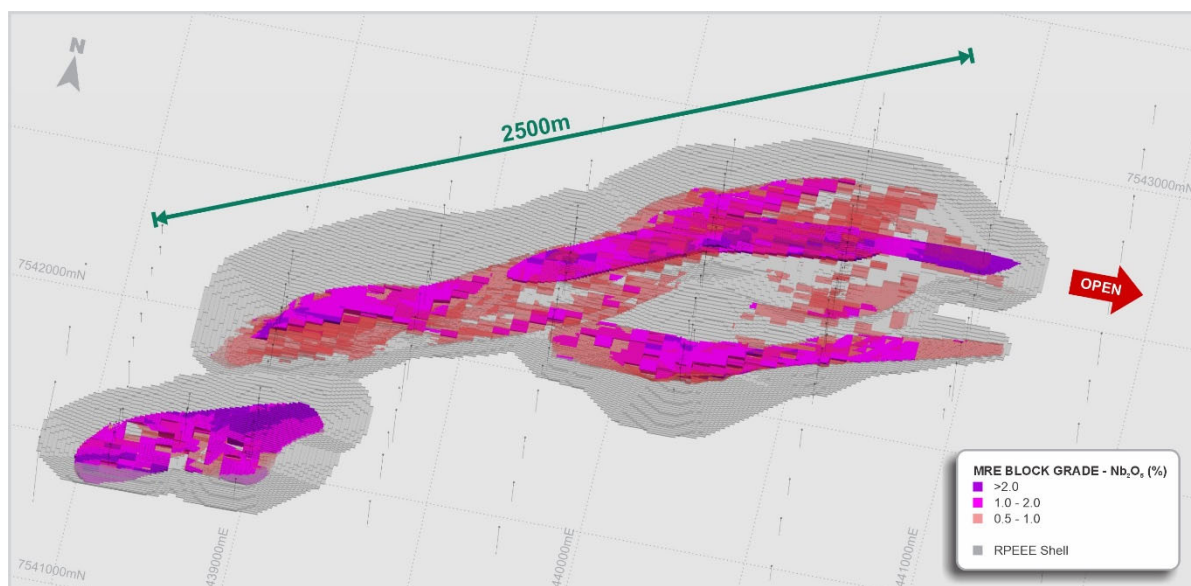 N
2500m
7543000mN
7542000mN
OPEN
7541000mN
439000mE
440000mE
441000mE
MRE BLOCK GRADE - Nb₂O₅ (%)
>2.0
1.0 - 2.0
0.5 - 1.0
RPEEE Shell